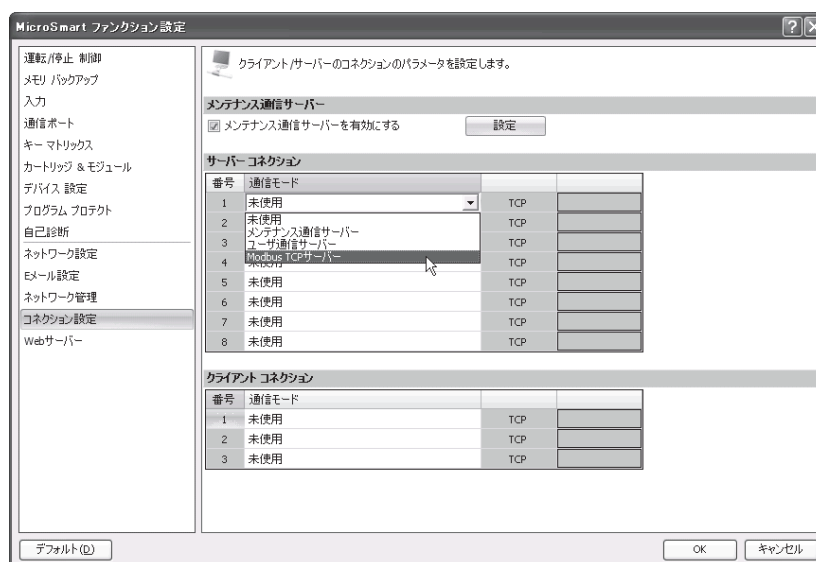 MicroSmart ファンクション設定
運転/停止 制御
メモリ バックアップ
入力
通信ポート
キー マトリックス
カートリッジ & モジュール
デバイス 設定
プログラム プロテクト
自己診断
ネットワーク設定
Eメール設定
ネットワーク管理
コネクション設定
Webサーバー
クライアント/サーバーのコネクションのパラメータを設定します。
メンテナンス通信サーバー
メンテナンス通信サーバーを有効にする 設定
サーバー コネクション
番号 通信モード
1 未使用 TCP
2 TCP
3 TCP
4 TCP
未使用
メンテナンス通信サーバー
ユーザ通信サーバー
Modbus TCPサーバー
5 未使用 TCP
6 未使用 TCP
7 未使用 TCP
8 未使用 TCP
クライアント コネクション
番号 通信モード
1 未使用 TCP
2 未使用 TCP
3 未使用 TCP
デフォルト(D) OK キャンセル